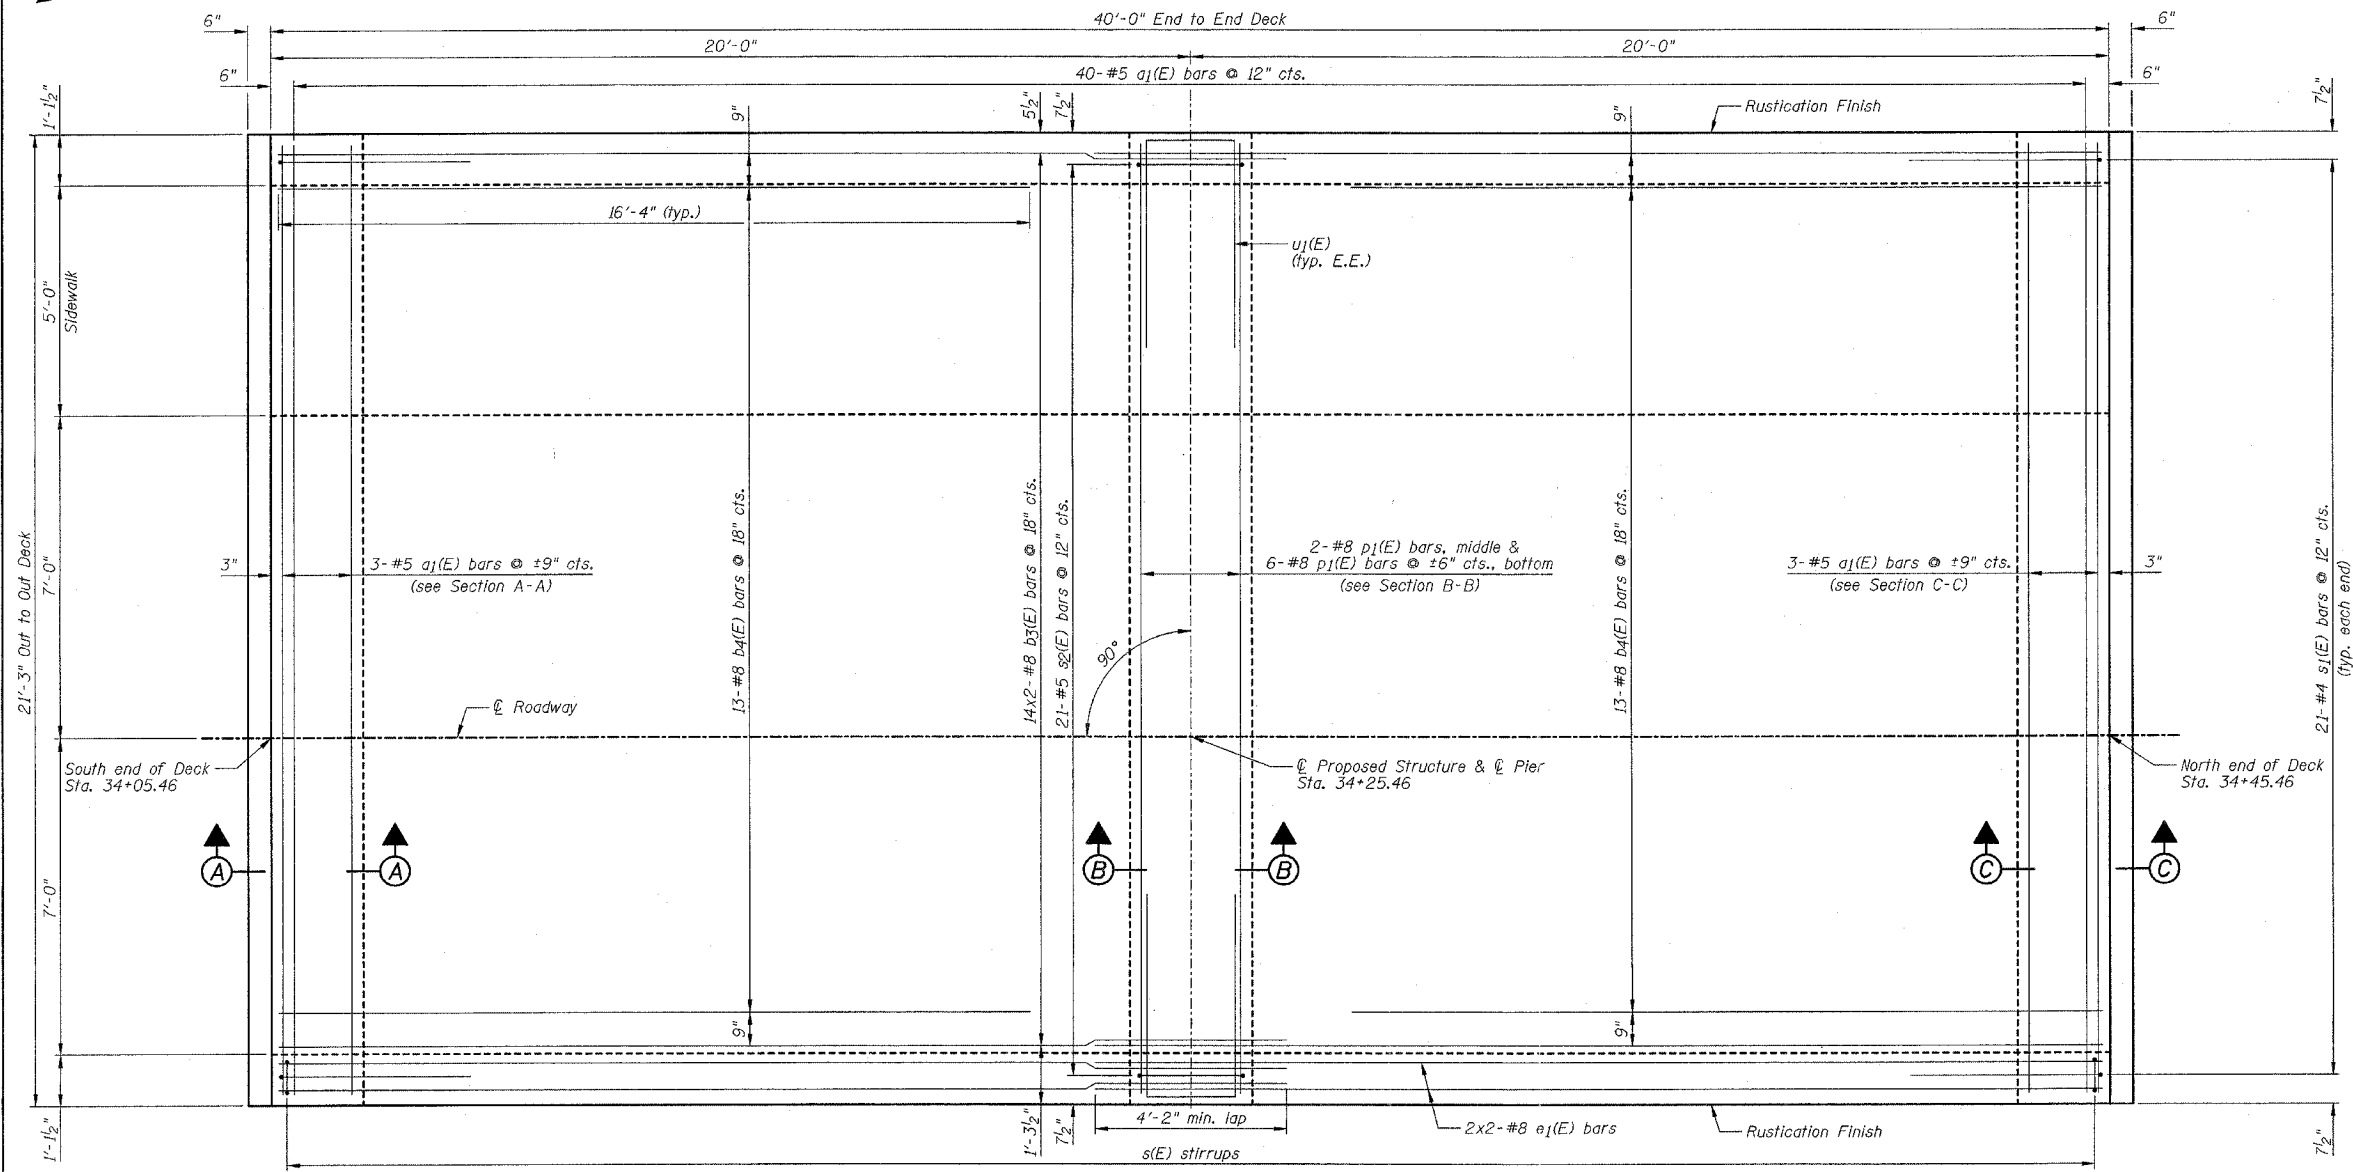 6"
40'-0" End to End Deck
6"
20'-0"
20'-0"
6"
40-#5 a1(E) bars @ 12" cts.
6"
1'-1½"
9"
5½"
7½"
9"
Rustication Finish
7½"
16'-4" (typ.)
u1(E)
(typ. E.E.)
5'-0"
Sidewalk
21'-3" Out to Out Deck
7'-0"
3"
3-#5 a1(E) bars @ ±9" cts.
(see Section A-A)
13-#8 b4(E) bars @ 18" cts.
14x2-#8 b3(E) bars @ 18" cts.
21-#5 s2(E) bars @ 12" cts.
2-#8 p1(E) bars, middle &
6-#8 p1(E) bars @ ±6" cts., bottom
(see Section B-B)
13-#8 b4(E) bars @ 18" cts.
3-#5 a1(E) bars @ ±9" cts.
(see Section C-C)
3"
21-#4 s1(E) bars @ 12" cts.
(typ. each end)
90°
℄ Roadway
South end of Deck
Sta. 34+05.46
℄ Proposed Structure & ℄ Pier
Sta. 34+25.46
North end of Deck
Sta. 34+45.46
A
A
B
B
C
C
7'-0"
9"
9"
1'-1½"
1'-3½"
7½"
4'-2" min. lap
2x2-#8 e1(E) bars
Rustication Finish
7½"
s(E) stirrups